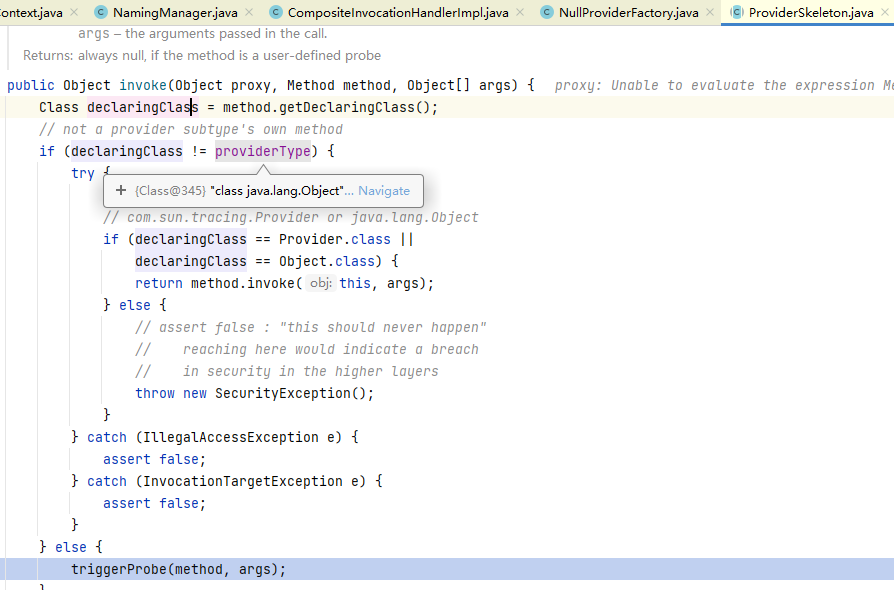 ontext.java × NamingManager.java × CompositeInvocationHandlerImpl.java × NullProviderFactory.java × ProviderSkeleton.java ×
args – the arguments passed in the call.
Returns: always null, if the method is a user-defined probe
public Object invoke(Object proxy, Method method, Object[] args) { proxy: Unable to evaluate the expression Me
Class declaringClass = method.getDeclaringClass();
// not a provider subtype's own method
if (declaringClass != providerType) {
try {
+ {Class@345} "class java.lang.Object"... Navigate
// com.sun.tracing.Provider or java.lang.Object
if (declaringClass == Provider.class ||
declaringClass == Object.class) {
return method.invoke( obj: this, args);
} else {
// assert false : "this should never happen"
// reaching here would indicate a breach
// in security in the higher layers
throw new SecurityException();
}
} catch (IllegalAccessException e) {
assert false;
} catch (InvocationTargetException e) {
assert false;
}
} else {
triggerProbe(method, args);
}